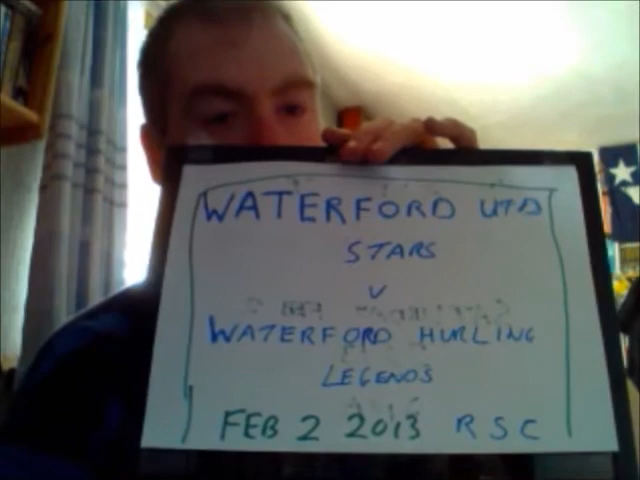 WATERFORD UTD
STARS
V
WATERFORD HURLING
LEGENDS
FEB 2 2013 RSC